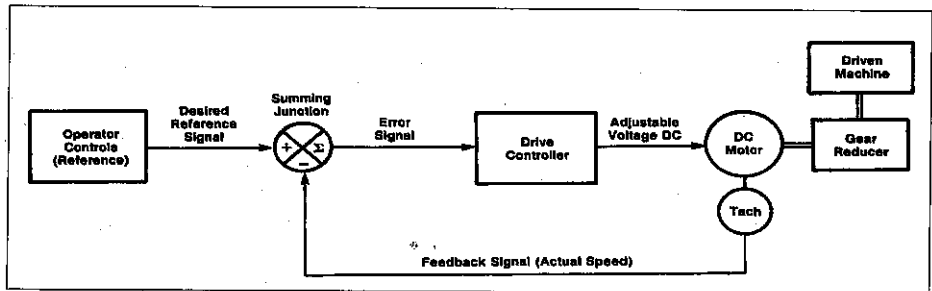 Driven
Machine
Summing
Junction
Desired
Reference
Signal
Error
Signal
Adjustable
Voltage DC
Operator
Controls
(Reference)
+
Σ
−
Drive
Controller
DC
Motor
Gear
Reducer
Tach
Feedback Signal (Actual Speed)